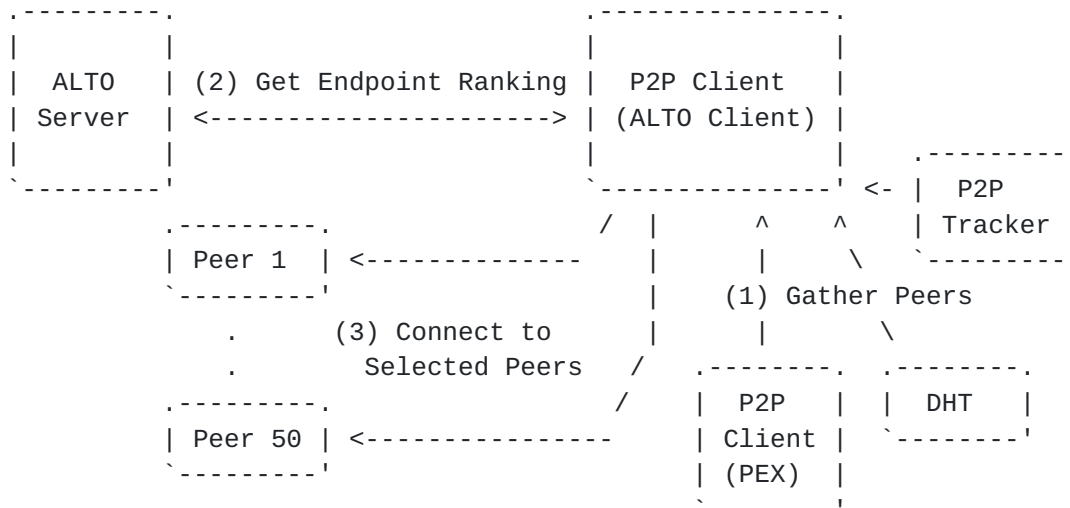 .---------.                           .---------------.
|         |                           |               |
|  ALTO   | (2) Get Endpoint Ranking  |  P2P Client   |
| Server  | <----------------------> | (ALTO Client) |
|         |                           |               |     .---------
`---------'                           `---------------' <- |  P2P
          .---------.                 /  |      ^    ^     | Tracker
          | Peer 1  | <--------------    |      |     \    `---------
          `---------'                    |    (1) Gather Peers
              .      (3) Connect to      |      |       \
              .        Selected Peers   /   .--------.  .--------.
          .---------.                  /    |  P2P   |  |  DHT   |
          | Peer 50 | <----------------     | Client |  `--------'
          `---------'                       | (PEX)  |
                                            `        '